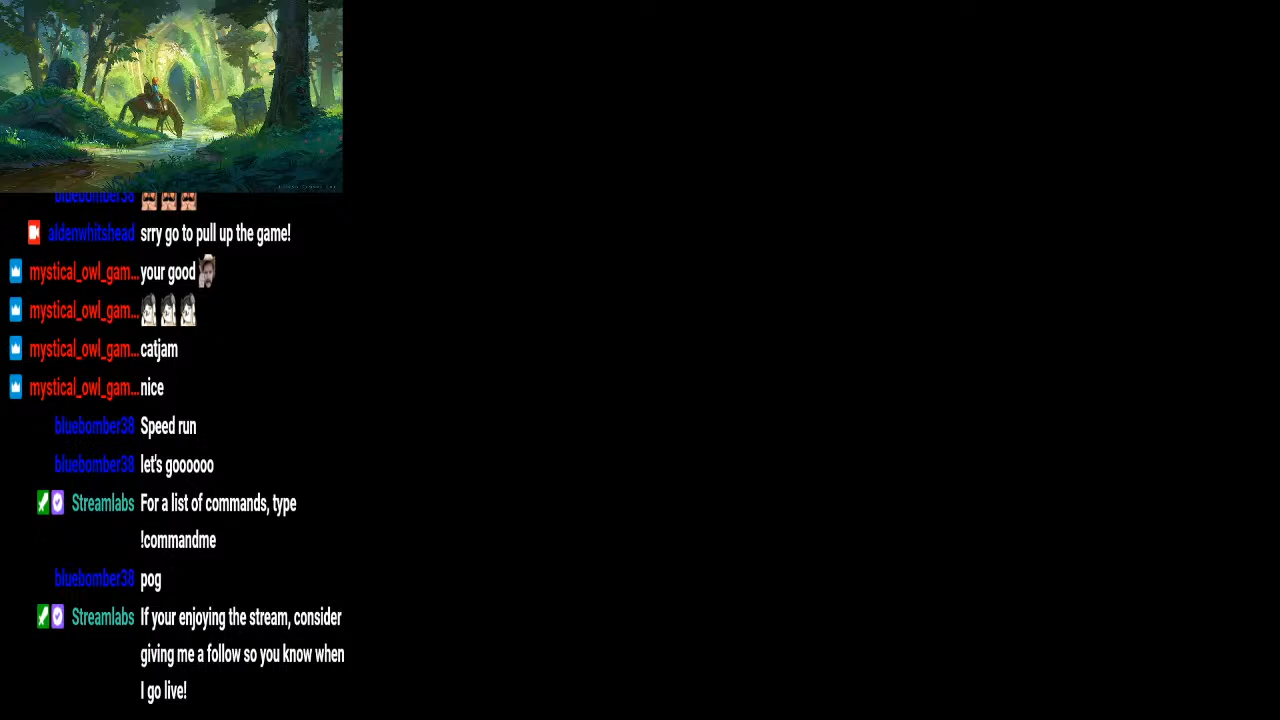 bluebomber38
aldenwhitshead srry go to pull up the game!
mystical_owl_gam... your good
mystical_owl_gam...
mystical_owl_gam... catjam
mystical_owl_gam... nice
bluebomber38 Speed run
bluebomber38 let's goooooo
Streamlabs For a list of commands, type
!commandme
bluebomber38 pog
Streamlabs If your enjoying the stream, consider
giving me a follow so you know when
I go live!